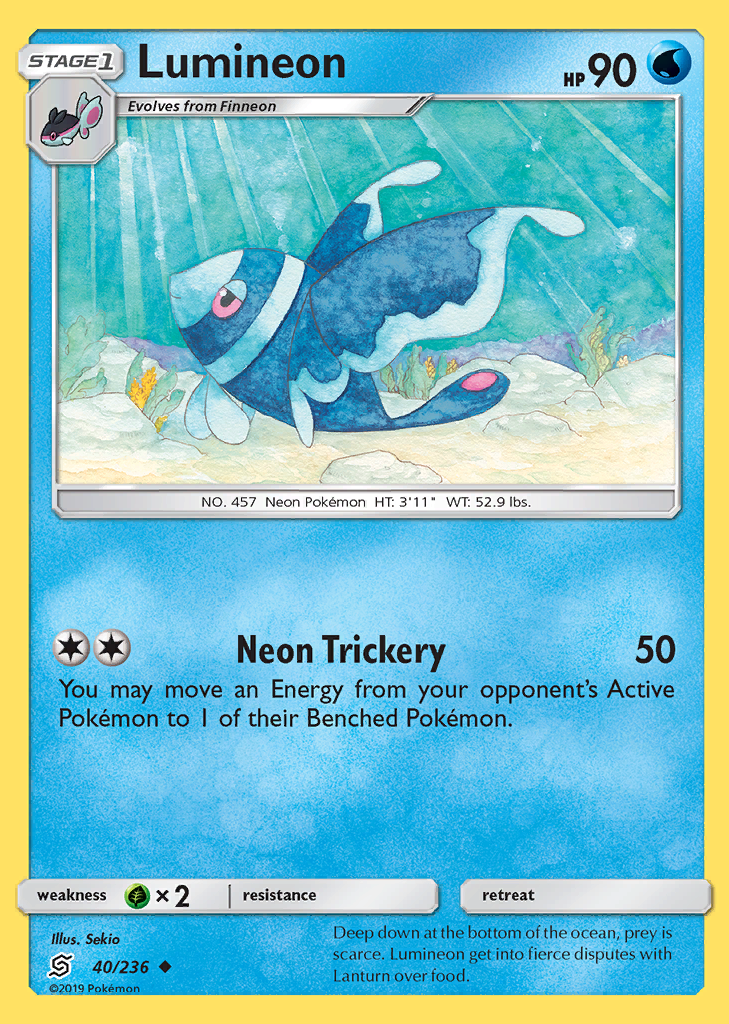 STAGE1
Lumineon
HP 90
Evolves from Finneon
NO. 457 Neon Pokémon HT: 3'11" WT: 52.9 lbs.
Neon Trickery 50
You may move an Energy from your opponent's Active
Pokémon to 1 of their Benched Pokémon.
weakness ×2 resistance retreat
Illus. Sekio
40/236
©2019 Pokémon
Deep down at the bottom of the ocean, prey is
scarce. Lumineon get into fierce disputes with
Lanturn over food.